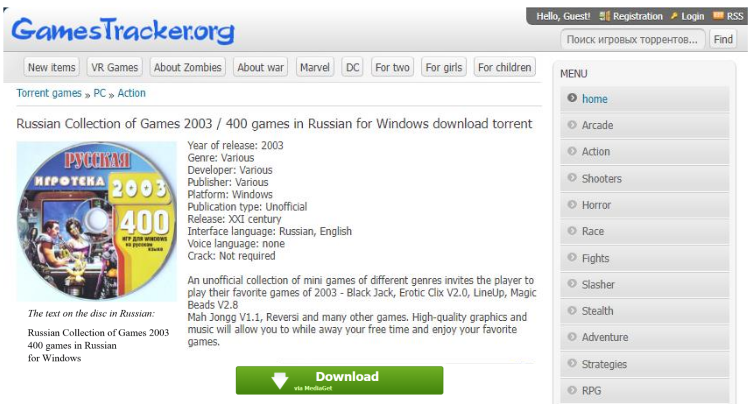 Hello, Guest! Registration Login RSS
GamesTracker.org
Поиск игровых торрентов... Find
New items VR Games About Zombies About war Marvel DC For two For girls For children
Torrent games » PC » Action
Russian Collection of Games 2003 / 400 games in Russian for Windows download torrent
РУССКАЯ
ИГРОТЕКА 2003
400
ИГР ДЛЯ WINDOWS
на русском
языке
Year of release: 2003
Genre: Various
Developer: Various
Publisher: Various
Platform: Windows
Publication type: Unofficial
Release: XXI century
Interface language: Russian, English
Voice language: none
Crack: Not required
An unofficial collection of mini games of different genres invites the player to
play their favorite games of 2003 - Black Jack, Erotic Clix V2.0, LineUp, Magic
Beads V2.8
Mah Jongg V1.1, Reversi and many other games. High-quality graphics and
music will allow you to while away your free time and enjoy your favorite
games.
The text on the disc in Russian:
Russian Collection of Games 2003
400 games in Russian
for Windows
Download
via MediaGet
MENU
home
Arcade
Action
Shooters
Horror
Race
Fights
Slasher
Stealth
Adventure
Strategies
RPG